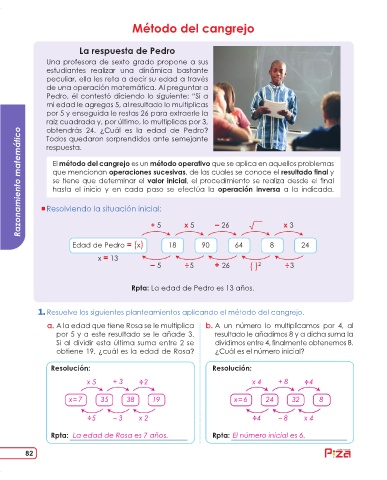 Método del cangrejo
La respuesta de Pedro
Una profesora de sexto grado propone a sus
estudiantes realizar una dinámica bastante
peculiar, ella les reta a decir su edad a través
de una operación matemática. Al preguntar a
Pedro, él contestó diciendo lo siguiente: "Si a
mi edad le agregas 5, al resultado lo multiplicas
por 5 y enseguida le restas 26 para extraerle la
raíz cuadrada y, por último, lo multiplicas por 3,
obtendrás 24. ¿Cuál es la edad de Pedro?
Todos quedaron sorprendidos ante semejante
respuesta.
El método del cangrejo es un método operativo que se aplica en aquellos problemas
que mencionan operaciones sucesivas, de las cuales se conoce el resultado final y
se tiene que determinar el valor inicial, el procedimiento se realiza desde el final
hasta el inicio y en cada paso se efectúa la operación inversa a la indicada.
Razonamiento matemático
Resolviendo la situación inicial:
+ 5 x 5 – 26 √ x 3
Edad de Pedro = (x) 18 90 64 8 24
x = 13
– 5 ÷5 + 26 ( )² ÷3
Rpta: La edad de Pedro es 13 años.
1. Resuelve los siguientes planteamientos aplicando el método del cangrejo.
a. A la edad que tiene Rosa se le multiplica
por 5 y a este resultado se le añade 3.
Si al dividir esta última suma entre 2 se
obtiene 19, ¿cuál es la edad de Rosa?
Resolución:
x 5 + 3 ÷2
x= 7 35 38 19
÷5 – 3 x 2
Rpta: La edad de Rosa es 7 años.
b. A un número lo multiplicamos por 4, al
resultado le añadimos 8 y a dicha suma la
dividimos entre 4, finalmente obtenemos 8.
¿Cuál es el número inicial?
Resolución:
x 4 + 8 ÷4
x= 6 24 32 8
÷4 – 8 x 4
Rpta: El número inicial es 6.
82
Piza